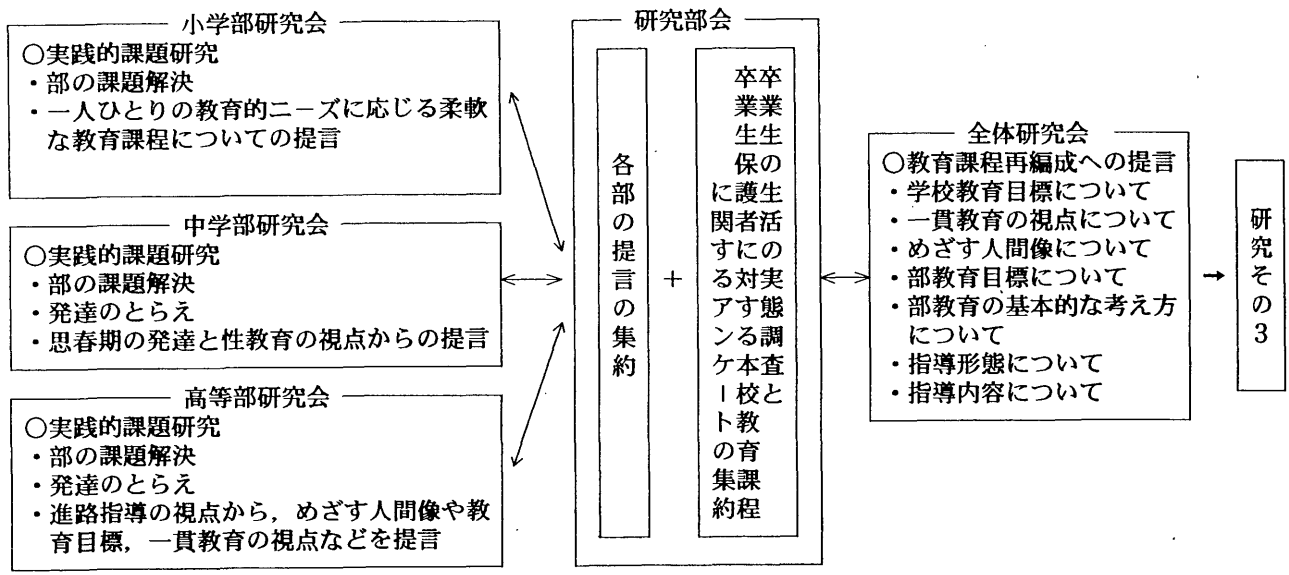 小学部研究会
○実践的課題研究
・部の課題解決
・一人ひとりの教育的ニーズに応じる柔軟
な教育課程についての提言
中学部研究会
○実践的課題研究
・部の課題解決
・発達のとらえ
・思春期の発達と性教育の視点からの提言
高等部研究会
○実践的課題研究
・部の課題解決
・発達のとらえ
・進路指導の視点から，めざす人間像や教
育目標，一貫教育の視点などを提言
研究部会
各部の提言の集約
+
卒業生の生活の実態調査と
卒業生保護者に対する本校教育課程
に関するアンケートの集約
全体研究会
○教育課程再編成への提言
・学校教育目標について
・一貫教育の視点について
・めざす人間像について
・部教育目標について
・部教育の基本的な考え方
について
・指導形態について
・指導内容について
研究その3